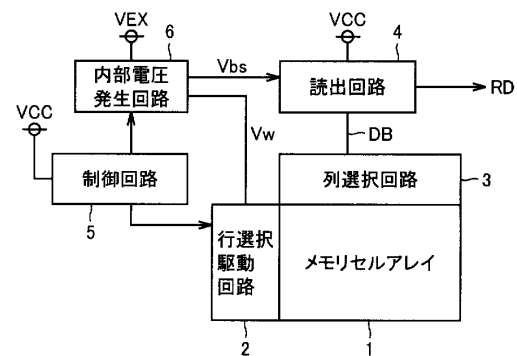 VEX
6
VCC
4
内部電圧
発生回路
Vbs
読出回路
RD
VCC
Vw
DB
制御回路
5
列選択回路
3
行選択
駆動
回路
メモリセルアレイ
2
1